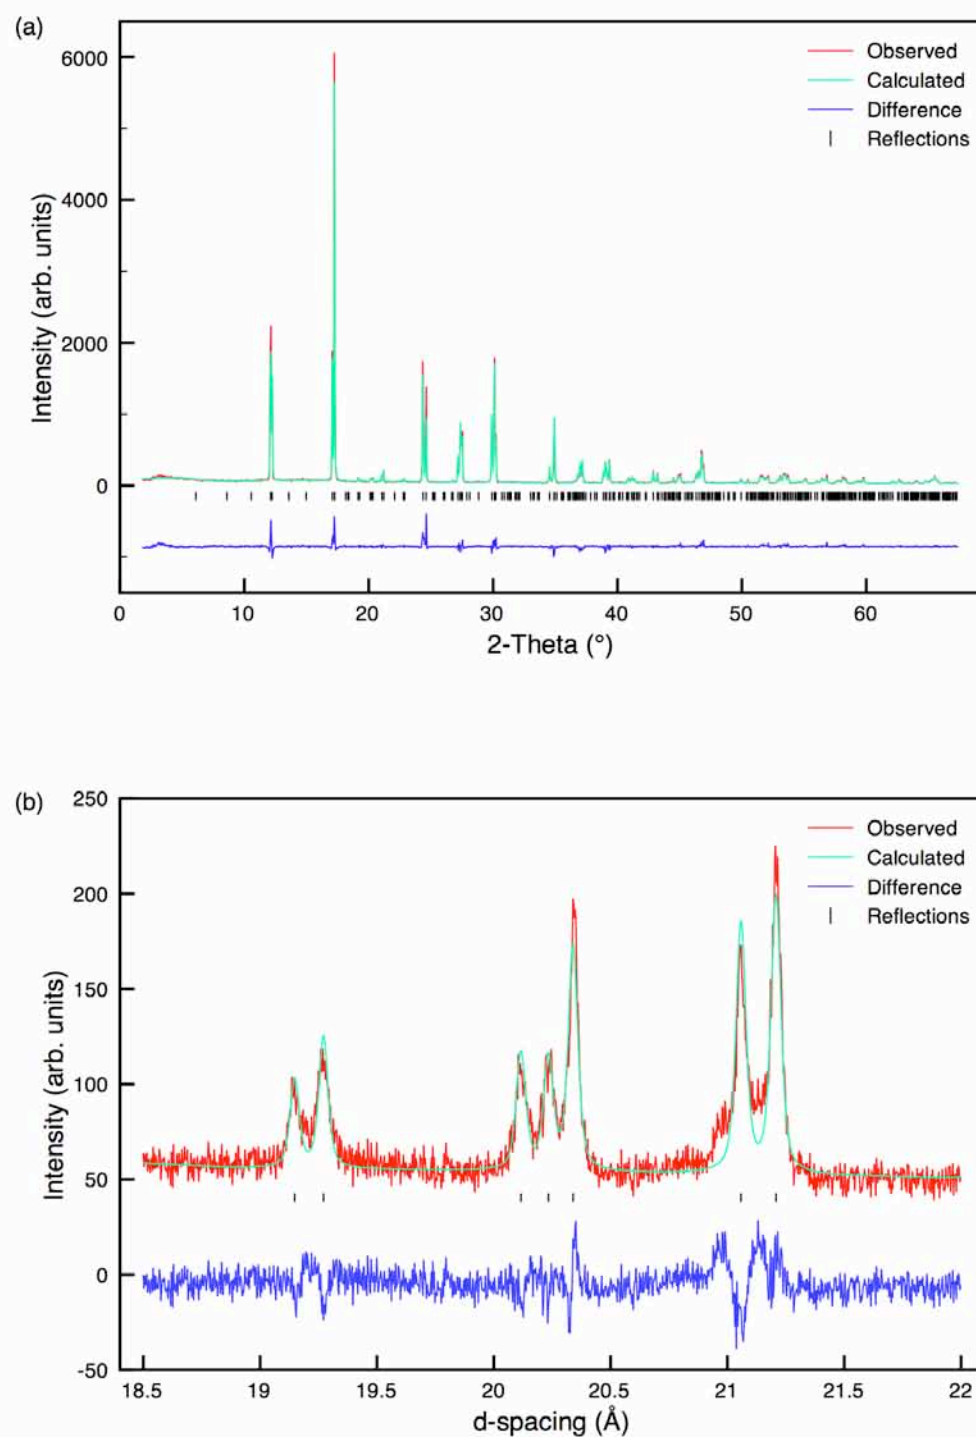 (a)
6000
4000
2000
0
Intensity (arb. units)
Observed
Calculated
Difference
Reflections
0 10 20 30 40 50 60
2-Theta (°)
(b)
250
200
150
100
50
0
-50
Intensity (arb. units)
Observed
Calculated
Difference
Reflections
18.5 19 19.5 20 20.5 21 21.5 22
d-spacing (Å)